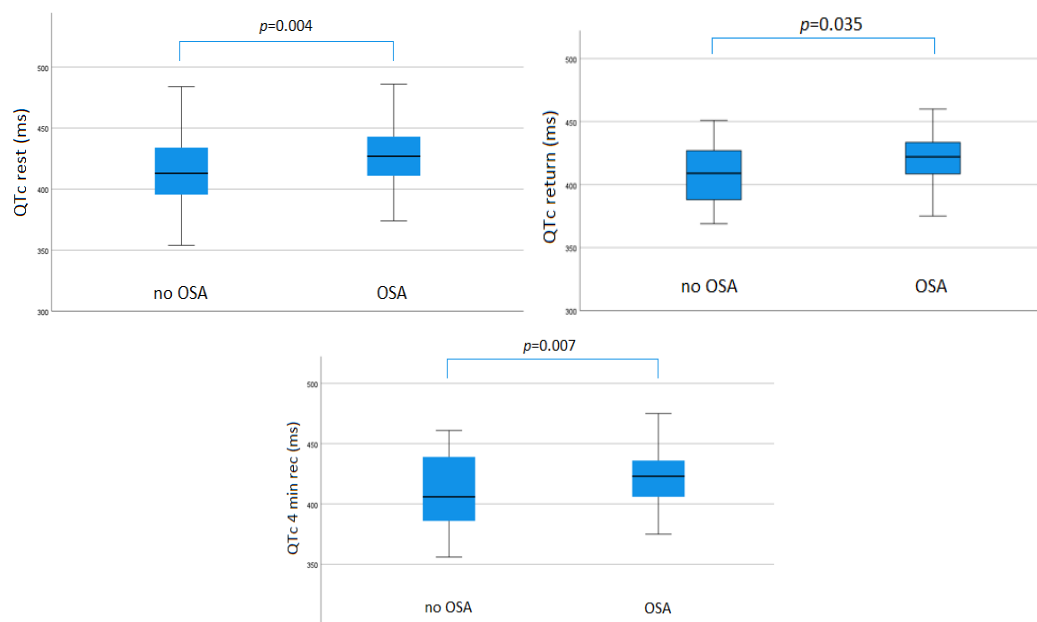 p=0.004
500
450
400
350
300
QTc rest (ms)
no OSA
OSA
p=0.035
500
450
400
350
300
QTc return (ms)
no OSA
OSA
p=0.007
500
450
400
350
QTc 4 min rec (ms)
no OSA
OSA